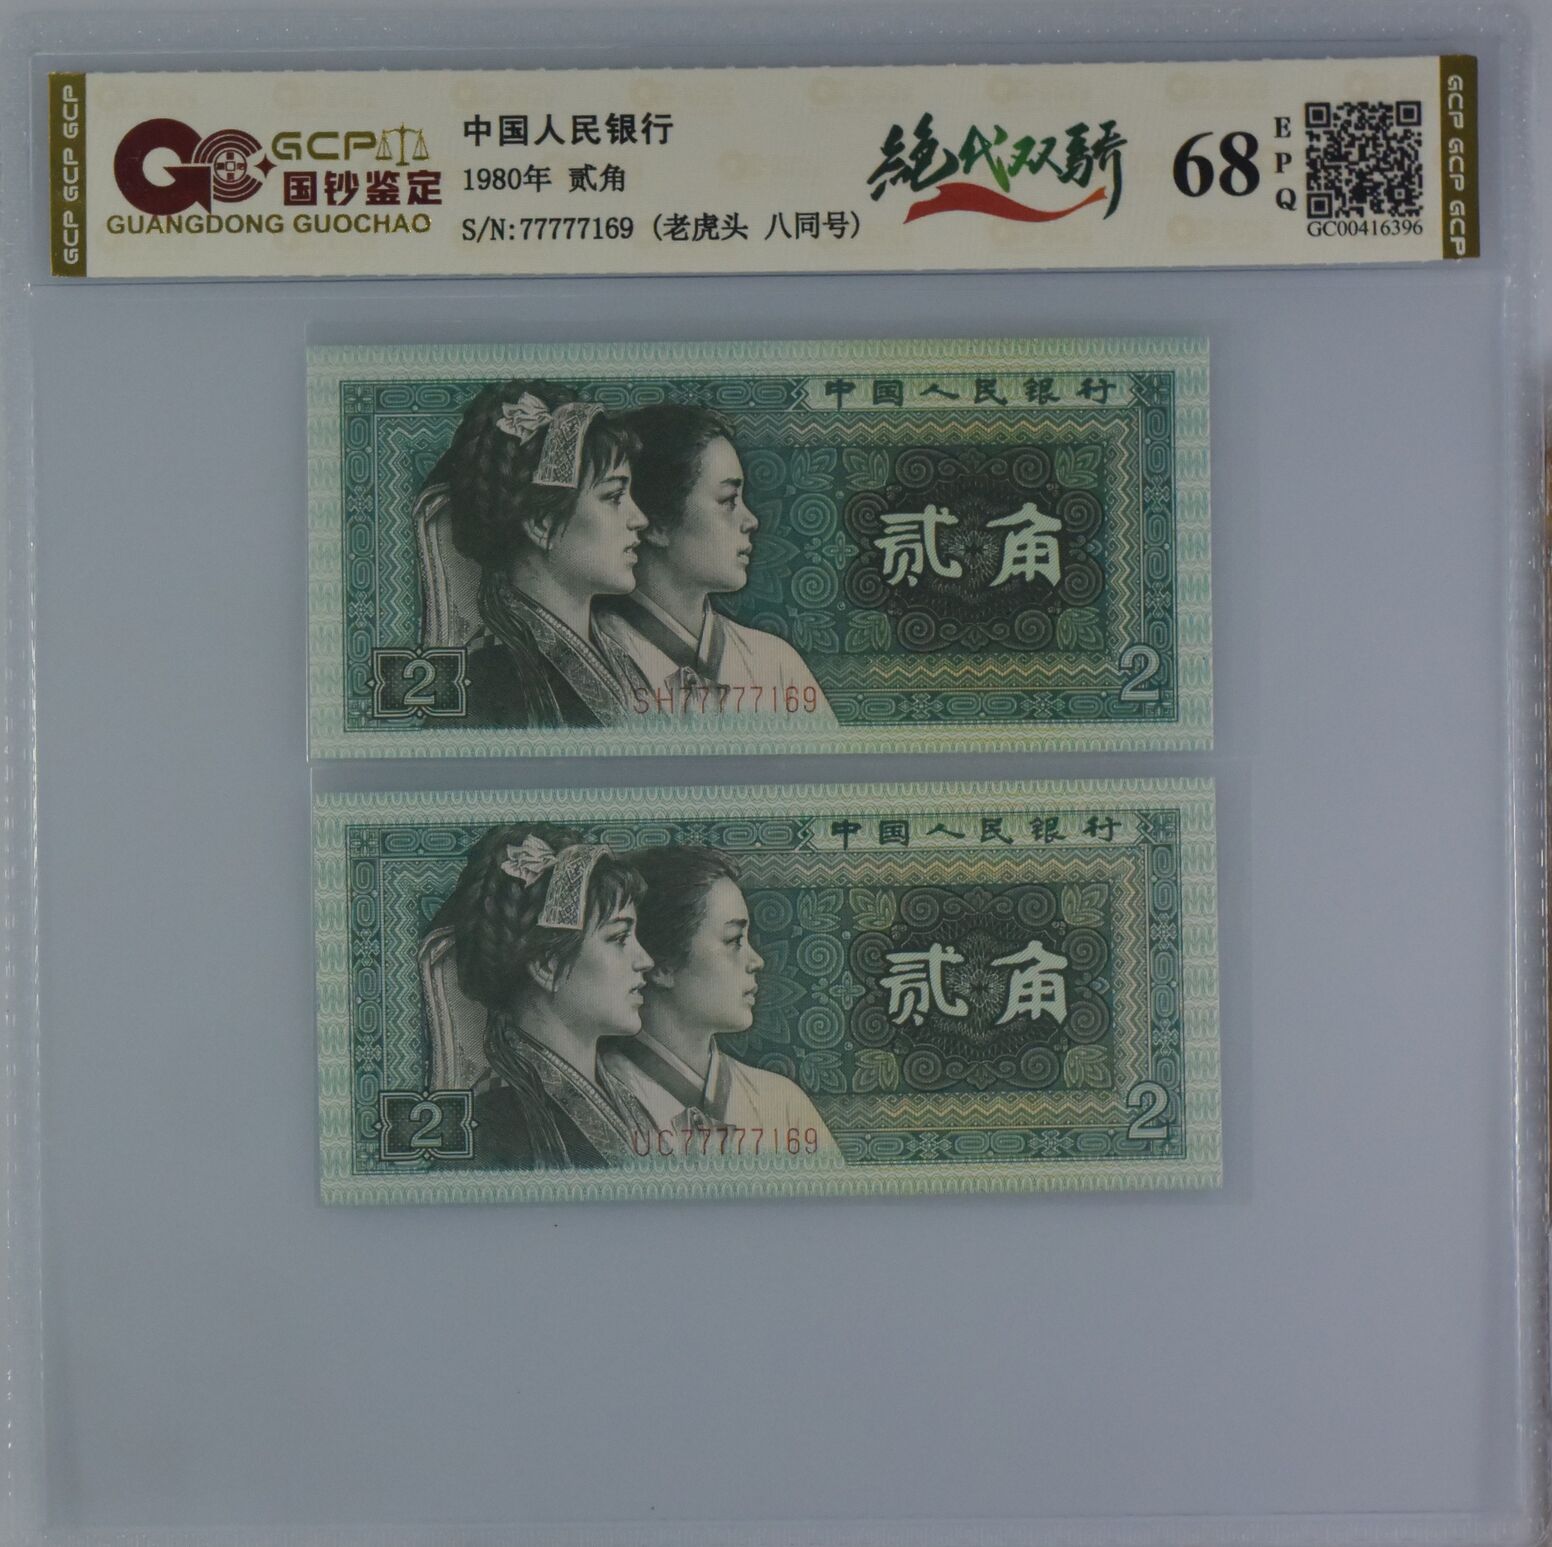 GCP GCP GCP
GCP
国钞鉴定
GUANGDONG GUOCHAO
中国人民银行
1980年 贰角
S/N:77777169 (老虎头 八同号)
絕代双骄
68
EPQ
GC00416396
GCP GCP GCP
中国人民银行
贰角
2
2
SH77777169
中国人民银行
贰角
2
2
UC77777169